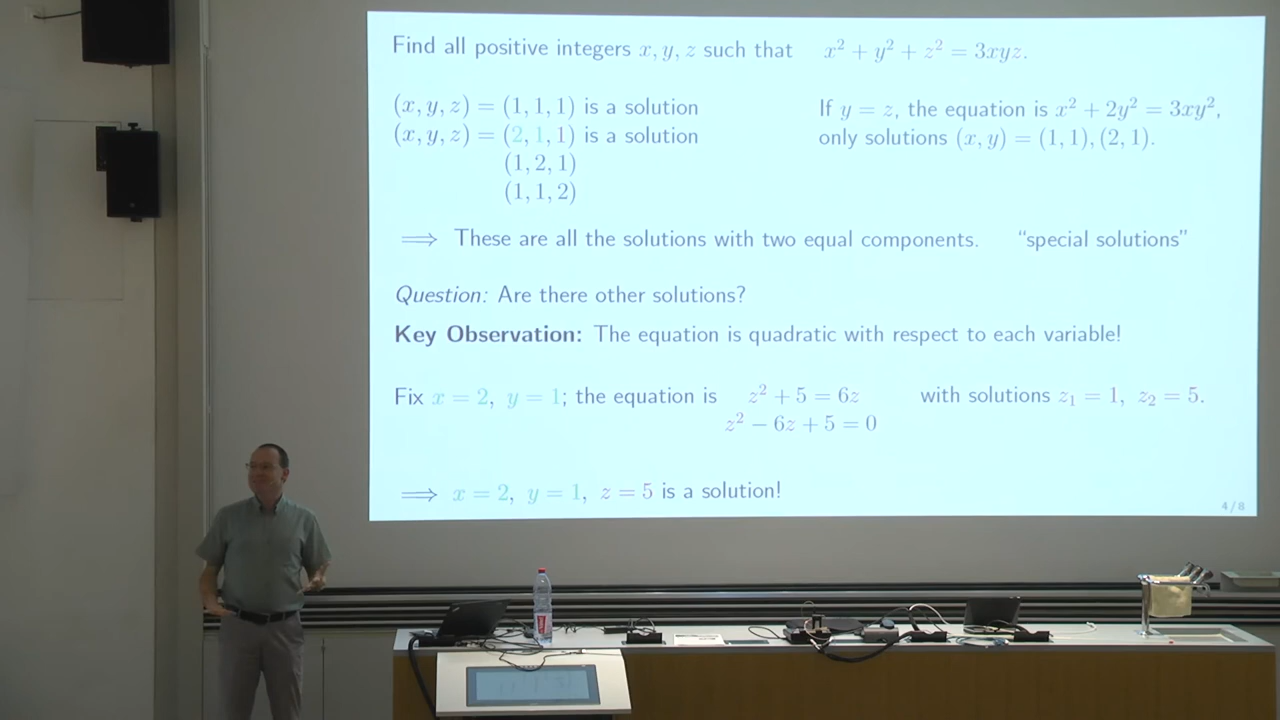 Find all positive integers x, y, z such that x² + y² + z² = 3xyz.
(x, y, z) = (1, 1, 1) is a solution
If y = z, the equation is x² + 2y² = 3xy²,
(x, y, z) = (2, 1, 1) is a solution
only solutions (x, y) = (1, 1), (2, 1).
(1, 2, 1)
(1, 1, 2)
⟹ These are all the solutions with two equal components. “special solutions”
Question: Are there other solutions?
Key Observation: The equation is quadratic with respect to each variable!
Fix x = 2, y = 1; the equation is z² + 5 = 6z with solutions z₁ = 1, z₂ = 5.
z² − 6z + 5 = 0
⟹ x = 2, y = 1, z = 5 is a solution!
4/8